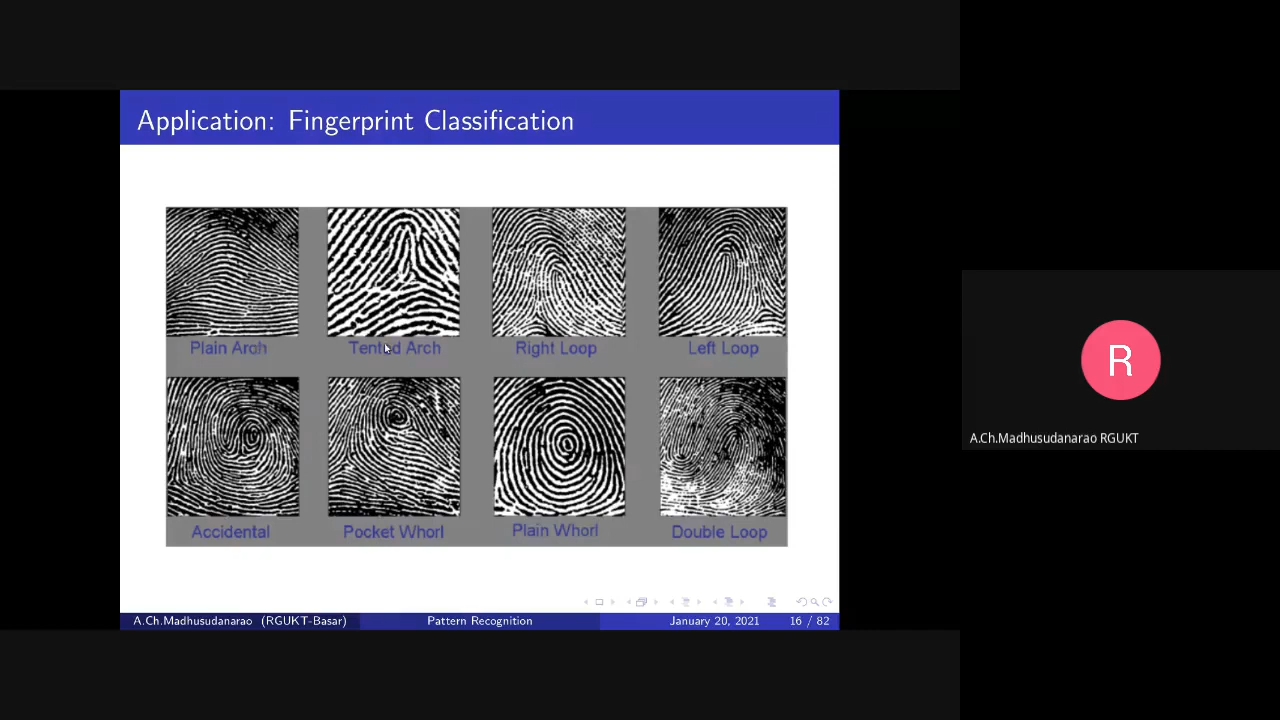 Application: Fingerprint Classification
Plain Arch
Tented Arch
Right Loop
Left Loop
Accidental
Pocket Whorl
Plain Whorl
Double Loop
A.Ch.Madhusudanarao (RGUKT-Basar)
Pattern Recognition
January 20, 2021
16 / 82
R
A.Ch.Madhusudanarao RGUKT